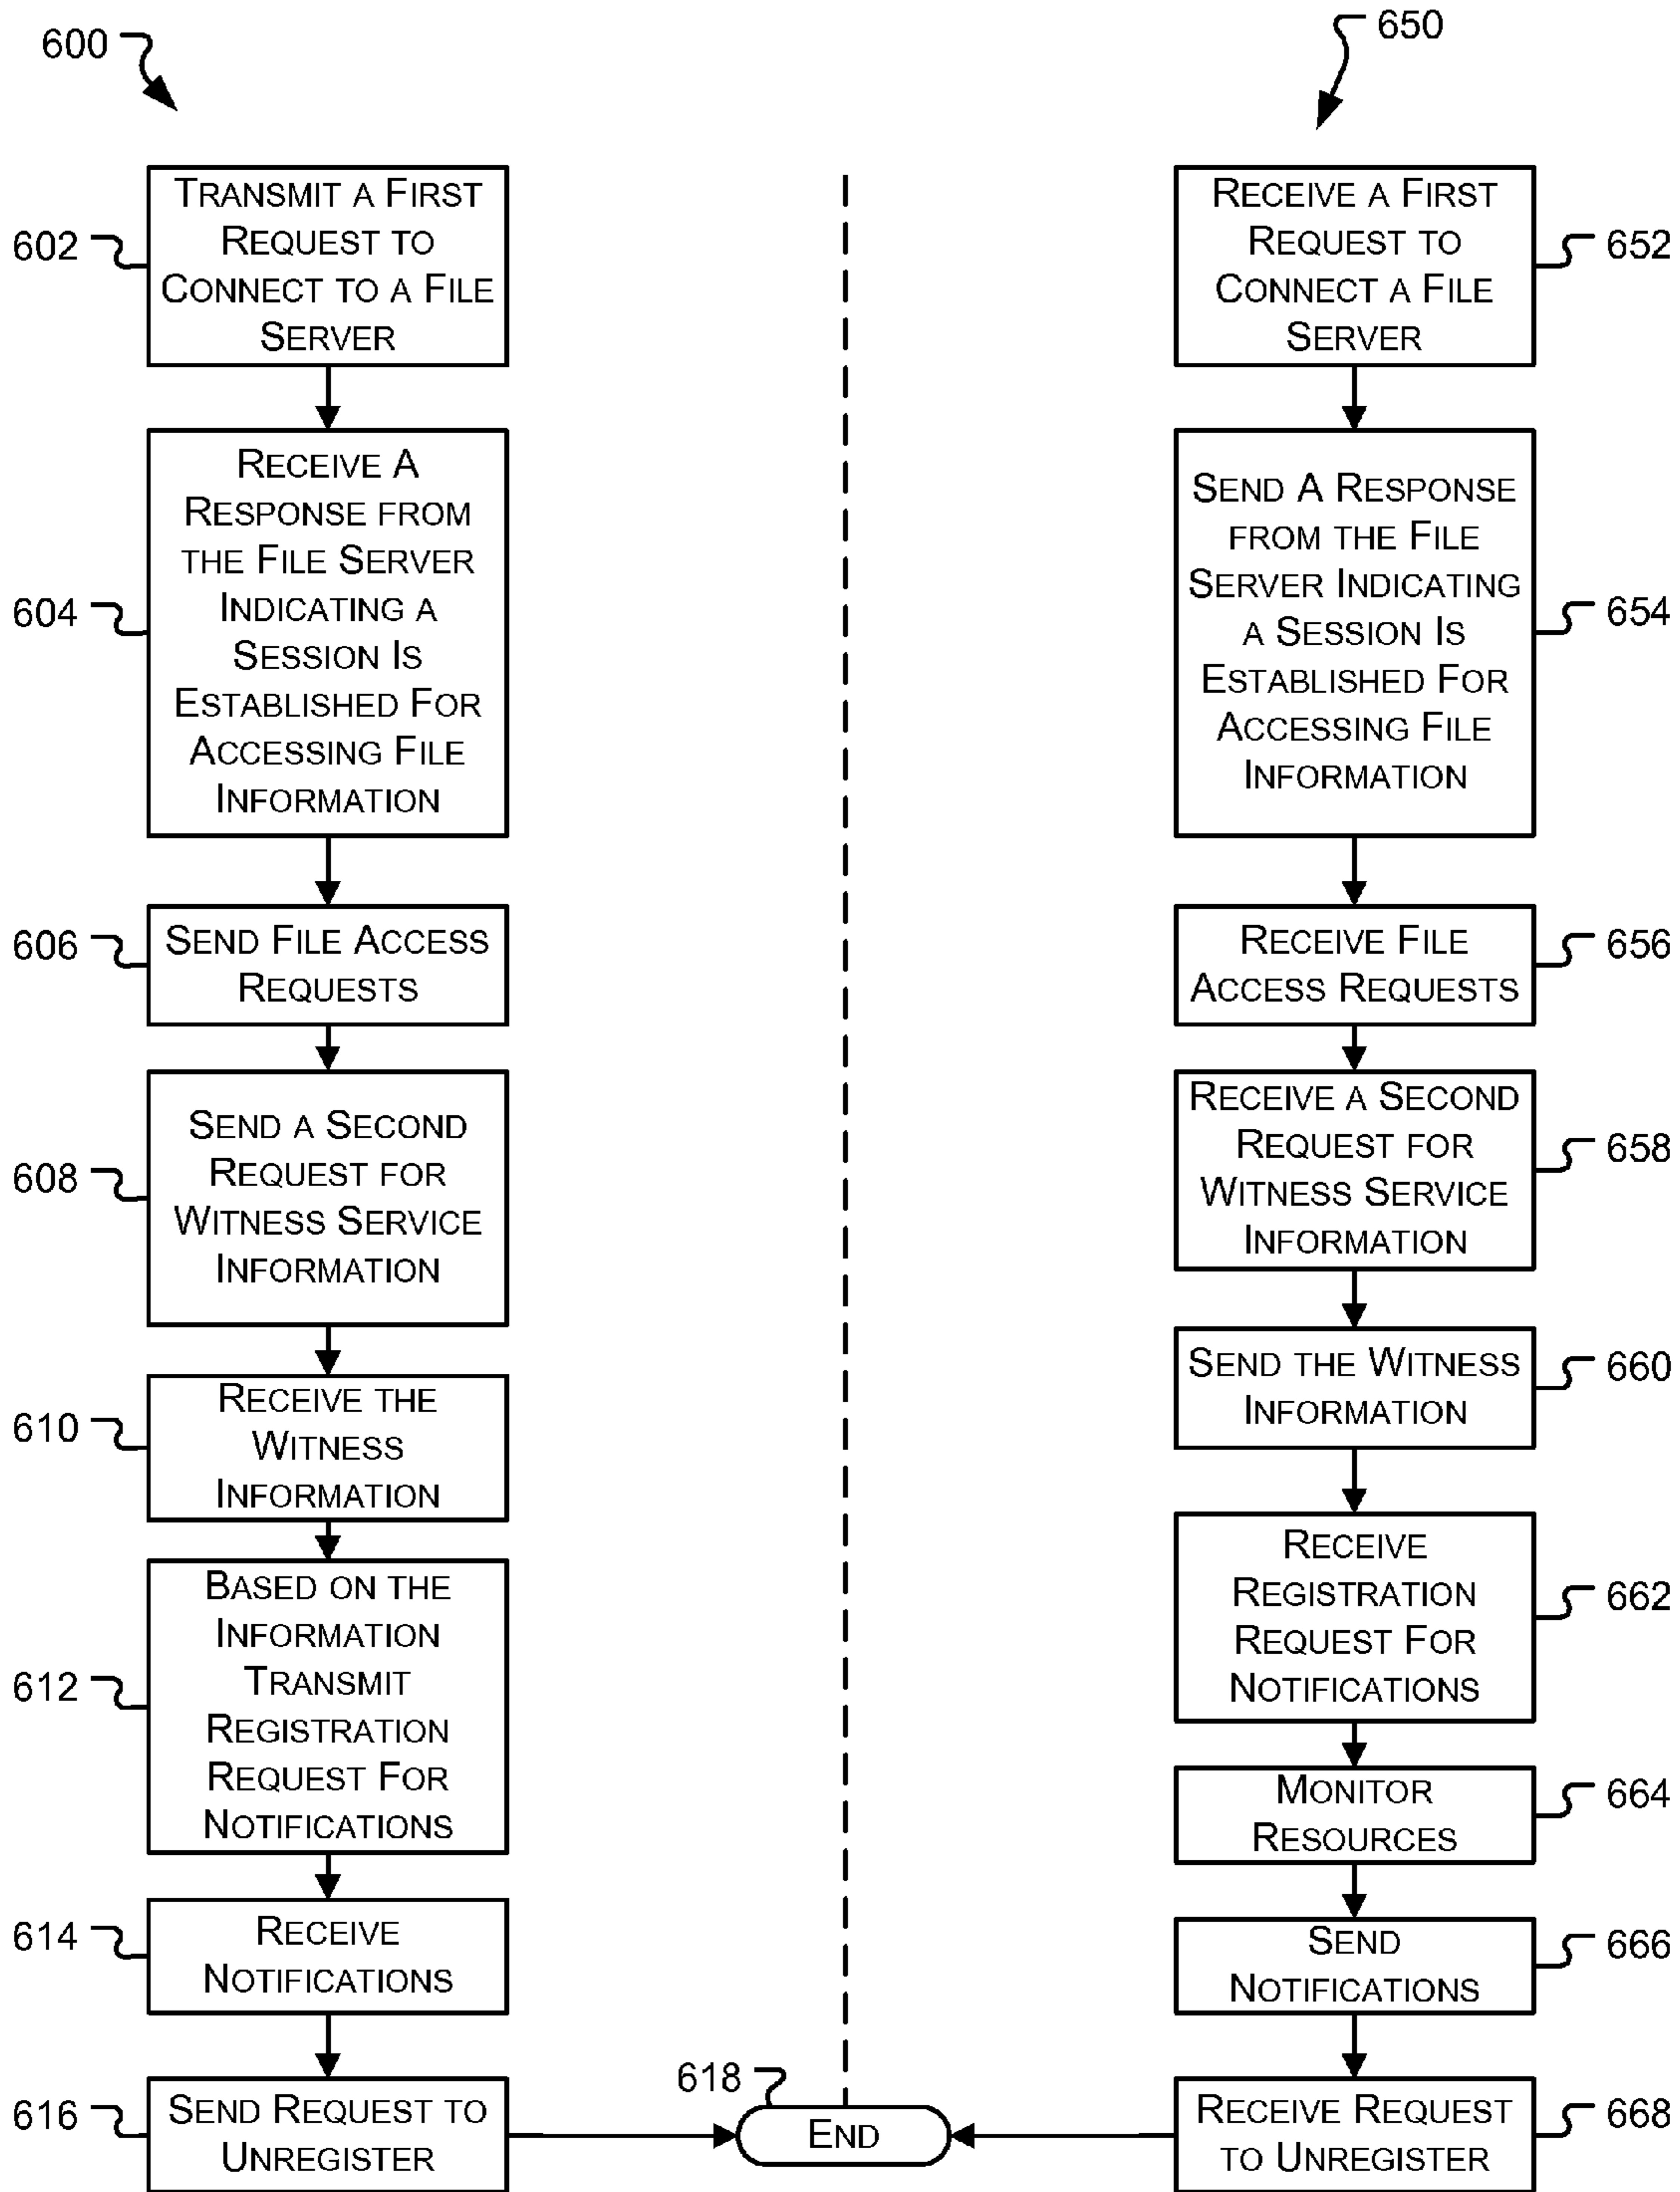 600
602
TRANSMIT A FIRST
REQUEST TO
CONNECT TO A FILE
SERVER
604
RECEIVE A
RESPONSE FROM
THE FILE SERVER
INDICATING A
SESSION IS
ESTABLISHED FOR
ACCESSING FILE
INFORMATION
606
SEND FILE ACCESS
REQUESTS
608
SEND A SECOND
REQUEST FOR
WITNESS SERVICE
INFORMATION
610
RECEIVE THE
WITNESS
INFORMATION
612
BASED ON THE
INFORMATION
TRANSMIT
REGISTRATION
REQUEST FOR
NOTIFICATIONS
614
RECEIVE
NOTIFICATIONS
616
SEND REQUEST TO
UNREGISTER
618
END
650
RECEIVE A FIRST
REQUEST TO
CONNECT A FILE
SERVER
652
SEND A RESPONSE
FROM THE FILE
SERVER INDICATING
A SESSION IS
ESTABLISHED FOR
ACCESSING FILE
INFORMATION
654
RECEIVE FILE
ACCESS REQUESTS
656
RECEIVE A SECOND
REQUEST FOR
WITNESS SERVICE
INFORMATION
658
SEND THE WITNESS
INFORMATION
660
RECEIVE
REGISTRATION
REQUEST FOR
NOTIFICATIONS
662
MONITOR
RESOURCES
664
SEND
NOTIFICATIONS
666
RECEIVE REQUEST
TO UNREGISTER
668